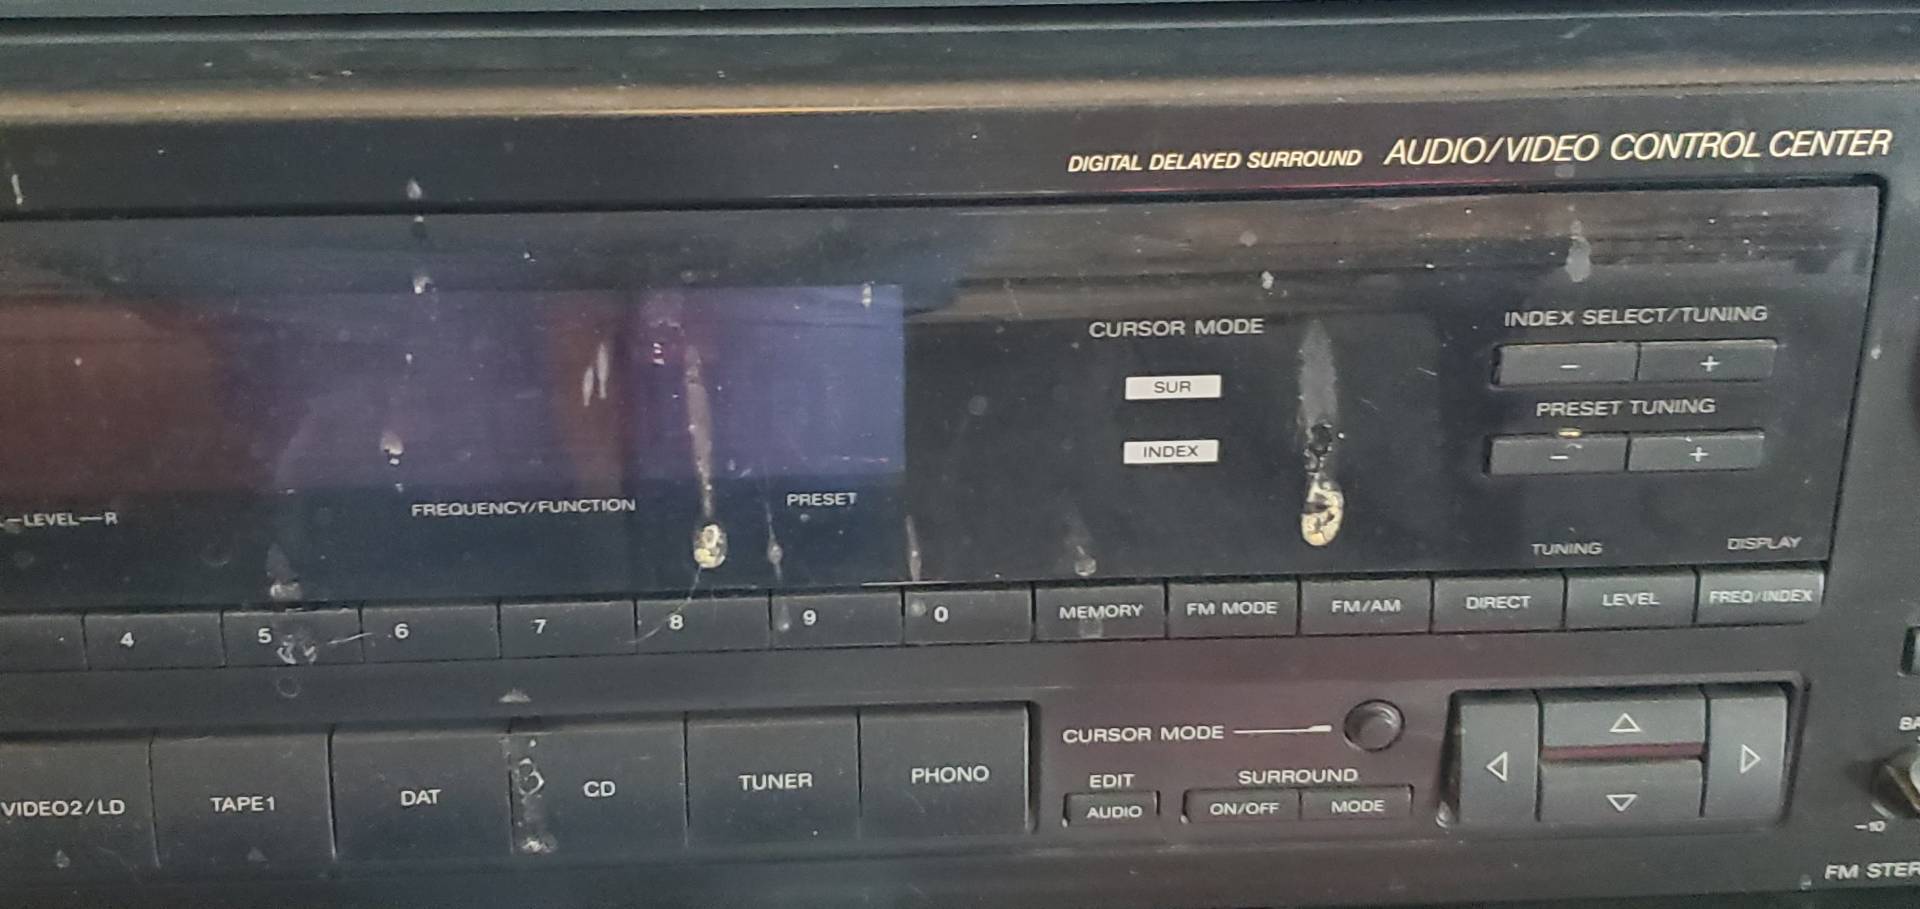 DIGITAL DELAYED SURROUND AUDIO/VIDEO CONTROL CENTER
CURSOR MODE
SUR
INDEX
INDEX SELECT/TUNING
− +
PRESET TUNING
− +
LEVEL—R
FREQUENCY/FUNCTION
PRESET
TUNING
DISPLAY
4 5 6 7 8 9 0 MEMORY FM MODE FM/AM DIRECT LEVEL FREQ/INDEX
VIDEO2/LD TAPE1 DAT CD TUNER PHONO
CURSOR MODE
EDIT
AUDIO
SURROUND
ON/OFF MODE
−10
FM